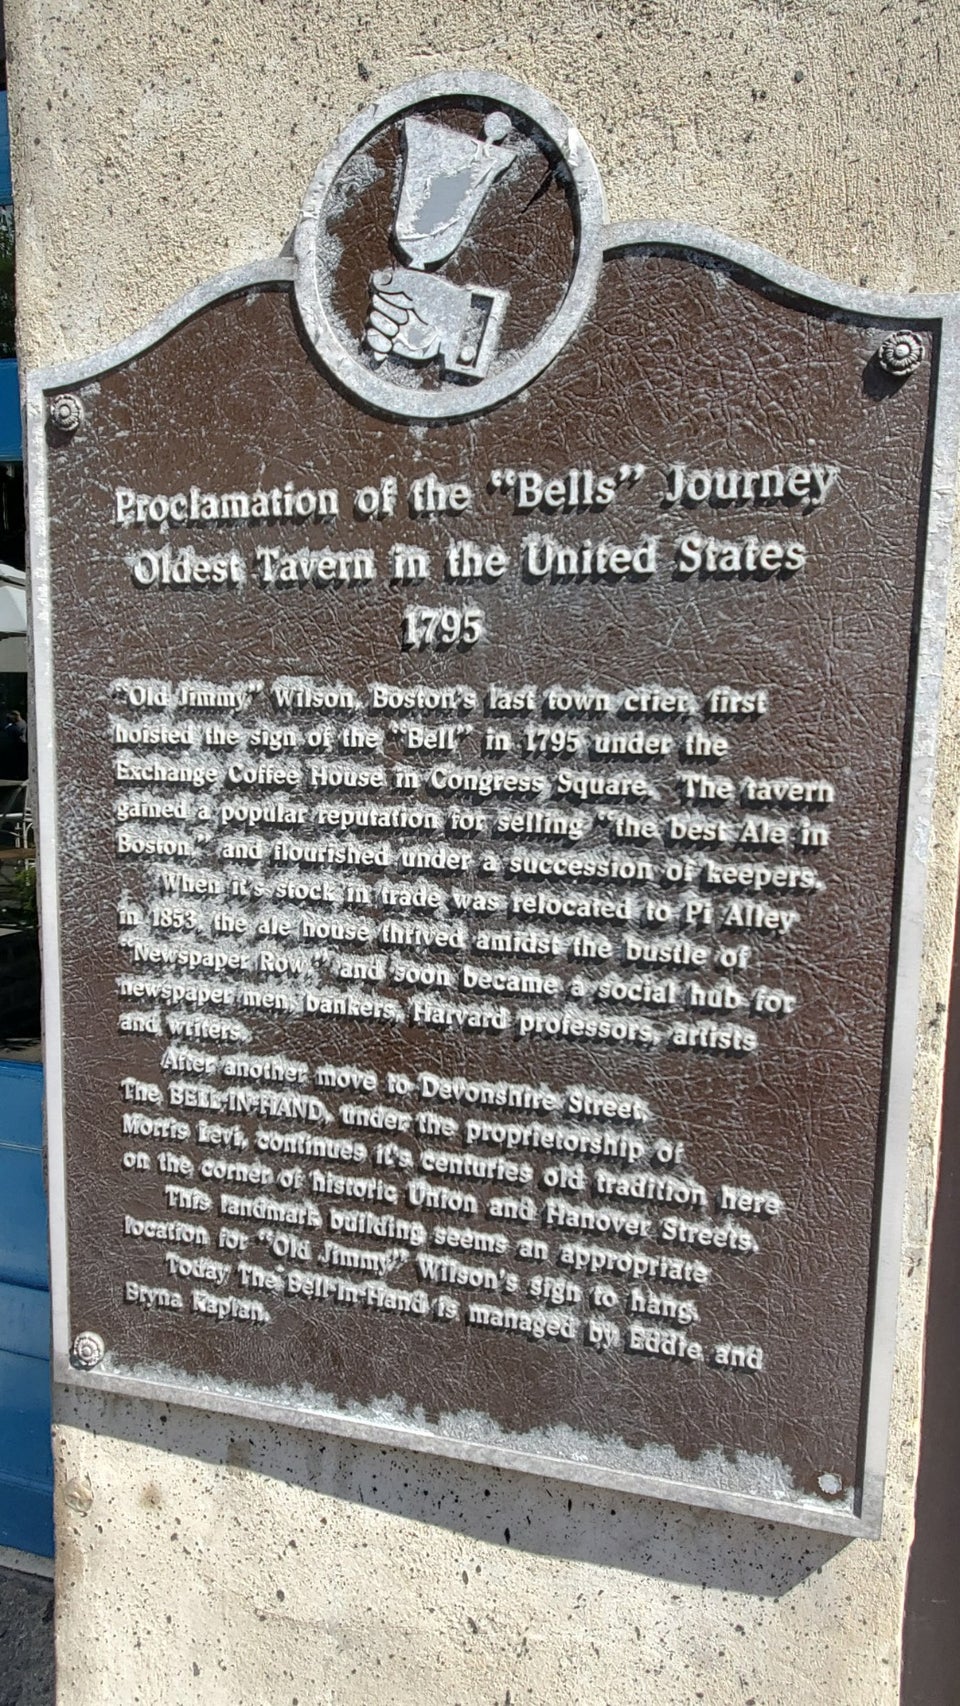 Proclamation of the “Bells” Journey
Oldest Tavern in the United States
1795
“Old Jimmy” Wilson, Boston's last town crier, first
hoisted the sign of the “Bell” in 1795 under the
Exchange Coffee House in Congress Square. The tavern
gained a popular reputation for selling “the best Ale in
Boston,” and flourished under a succession of keepers.
When it's stock in trade was relocated to Pi Alley
in 1853, the ale house thrived amidst the bustle of
“Newspaper Row,” and soon became a social hub for
newspaper men, bankers, Harvard professors, artists
and writers.
After another move to Devonshire Street,
The BELL-IN-HAND, under the proprietorship of
Morris Levi, continues it's centuries old tradition here
on the corner of historic Union and Hanover Streets.
This landmark building seems an appropriate
location for “Old Jimmy” Wilson's sign to hang.
Today The Bell-In-Hand is managed by Eddie and
Bryna Kaplan.